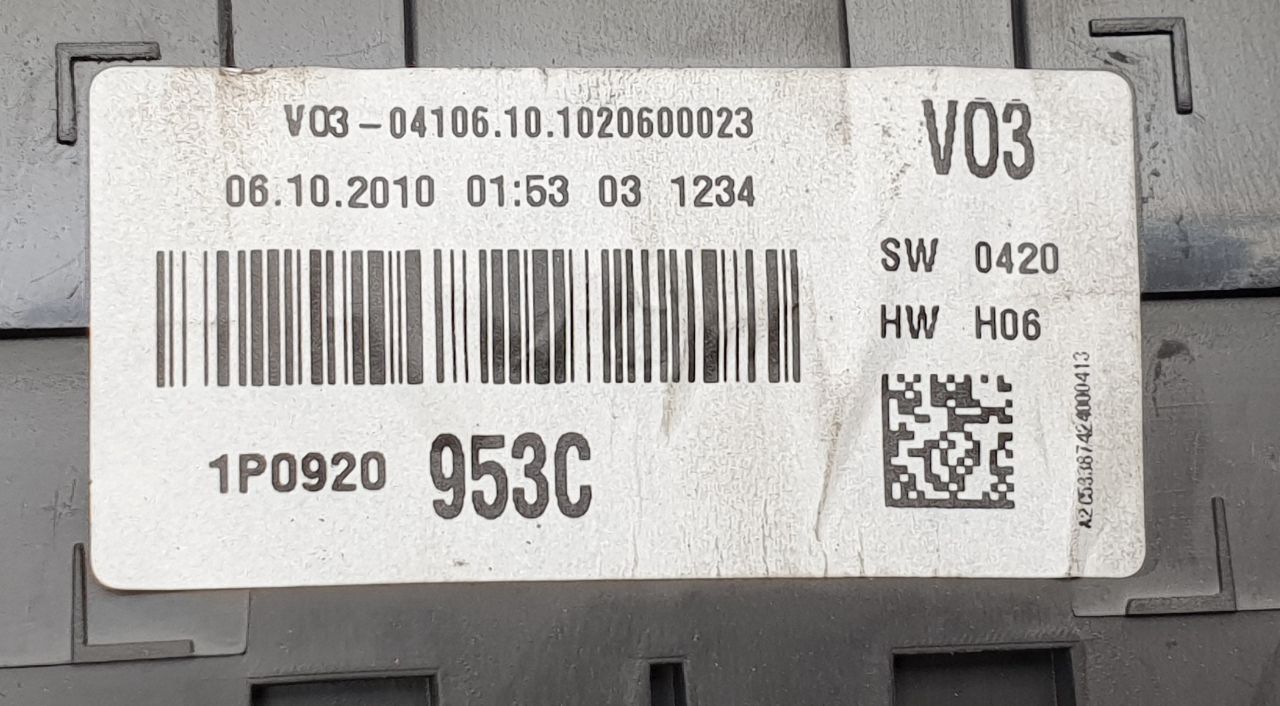 V03-04106.10.1020600023
V03
06.10.2010 01:53 03 1234
SW 0420
HW H06
1P0920 953C
A2C53387424000413